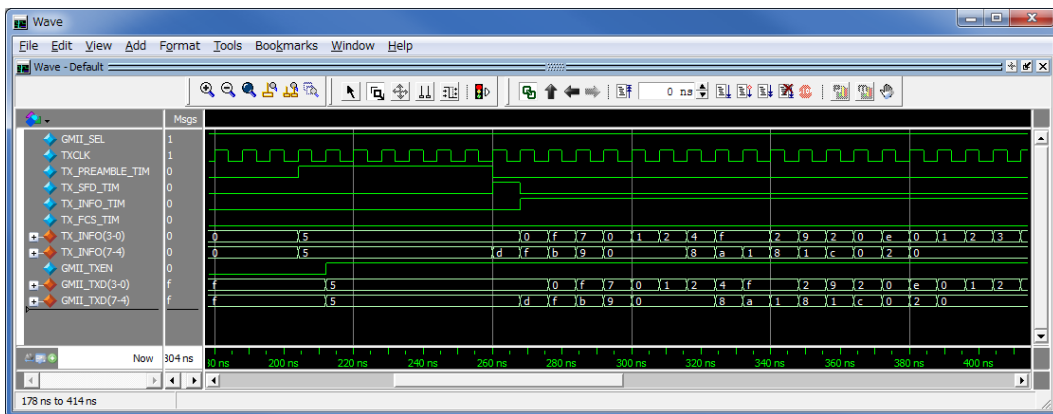 Wave
File Edit View Add Format Tools Bookmarks Window Help
Wave - Default
0 ns
Msgs
GMII_SEL 1
TXCLK 1
TX_PREAMBLE_TIM 0
TX_SFD_TIM 0
TX_INFO_TIM 0
TX_FCS_TIM 0
TX_INFO(3-0) 0 0 5 0 f 7 0 1 2 4 f 2 9 2 0 e 0 1 2 3
TX_INFO(7-4) 0 0 5 d f b 9 0 8 a 1 8 1 c 0 2 0
GMII_TXEN 0
GMII_TXD(3-0) f f 5 0 f 7 0 1 2 4 f 2 9 2 0 e 0 1 2
GMII_TXD(7-4) f f 5 d f b 9 0 8 a 1 8 1 c 0 2 0
Now 304 ns 200 ns 220 ns 240 ns 260 ns 280 ns 300 ns 320 ns 340 ns 360 ns 380 ns 400 ns
178 ns to 414 ns